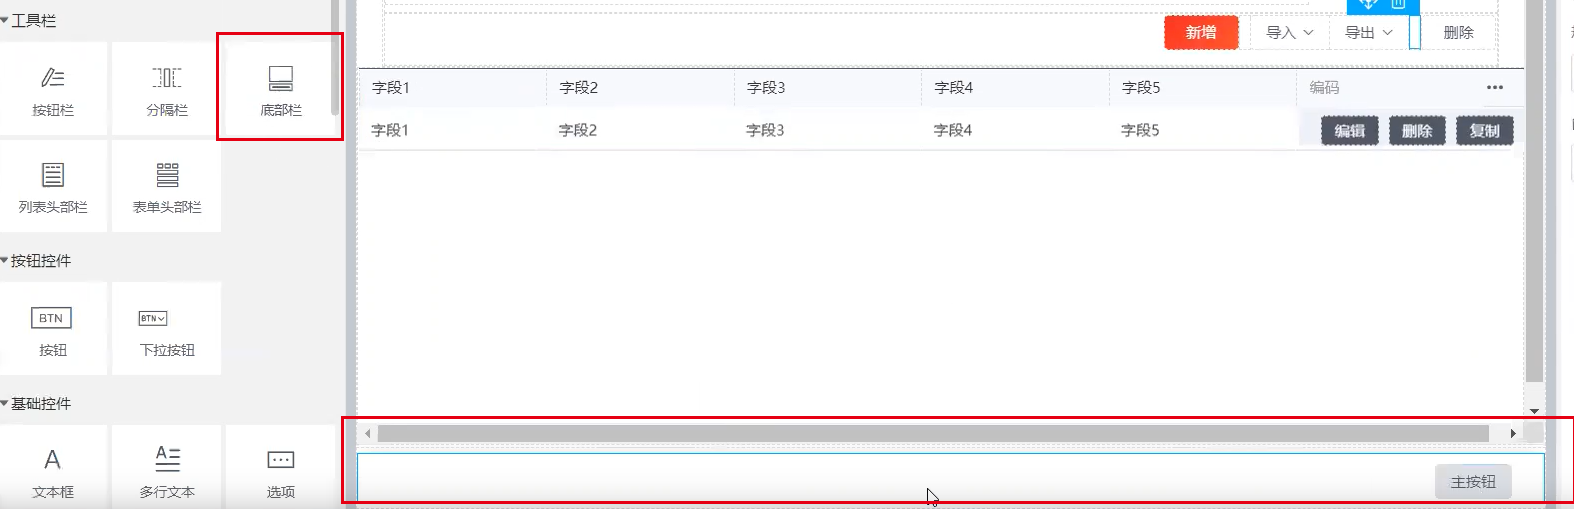 工具栏
按钮栏
分隔栏
底部栏
列表头部栏
表单头部栏
按钮控件
BTN
按钮
BTN
下拉按钮
基础控件
A
文本框
A
多行文本
选项
新增
导入
导出
删除
字段1
字段2
字段3
字段4
字段5
编码
字段1
字段2
字段3
字段4
字段5
编辑
删除
复制
主按钮